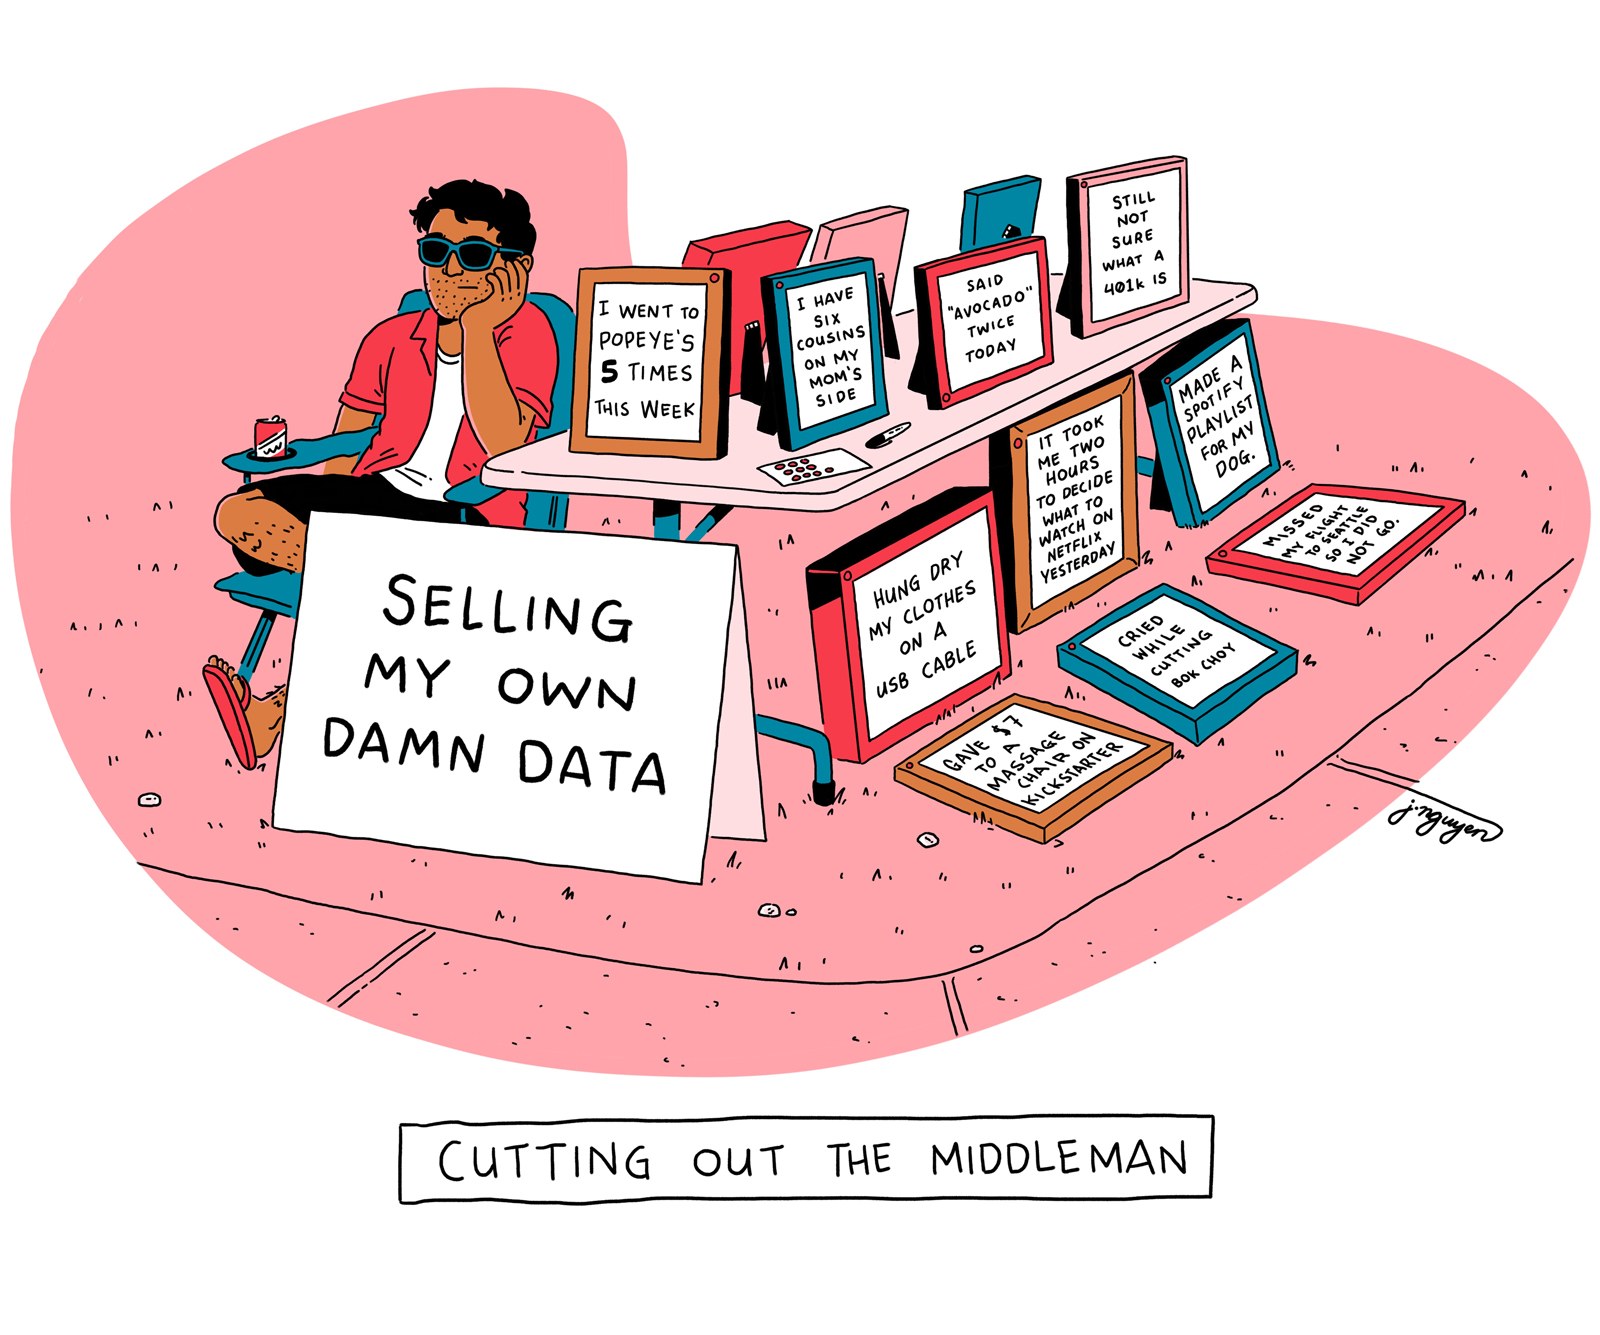 I WENT TO
POPEYE'S
5 TIMES
THIS WEEK
I HAVE
SIX
COUSINS
ON MY
MOM'S
SIDE
SAID
"AVOCADO"
TWICE
TODAY
STILL
NOT
SURE
WHAT A
401k IS
SELLING
MY OWN
DAMN DATA
HUNG DRY
MY CLOTHES
ON A
USB CABLE
IT TOOK
ME TWO
HOURS
TO DECIDE
WHAT TO
WATCH ON
NETFLIX
YESTERDAY
MADE A
SPOTIFY
PLAYLIST
FOR MY
DOG.
MISSED
MY FLIGHT
TO SEATTLE
SO I DID
NOT GO.
CRIED
WHILE
CUTTING
BOK CHOY
GAVE $7
TO A
MASSAGE
CHAIR ON
KICKSTARTER
j.nguyen
CUTTING OUT THE MIDDLEMAN